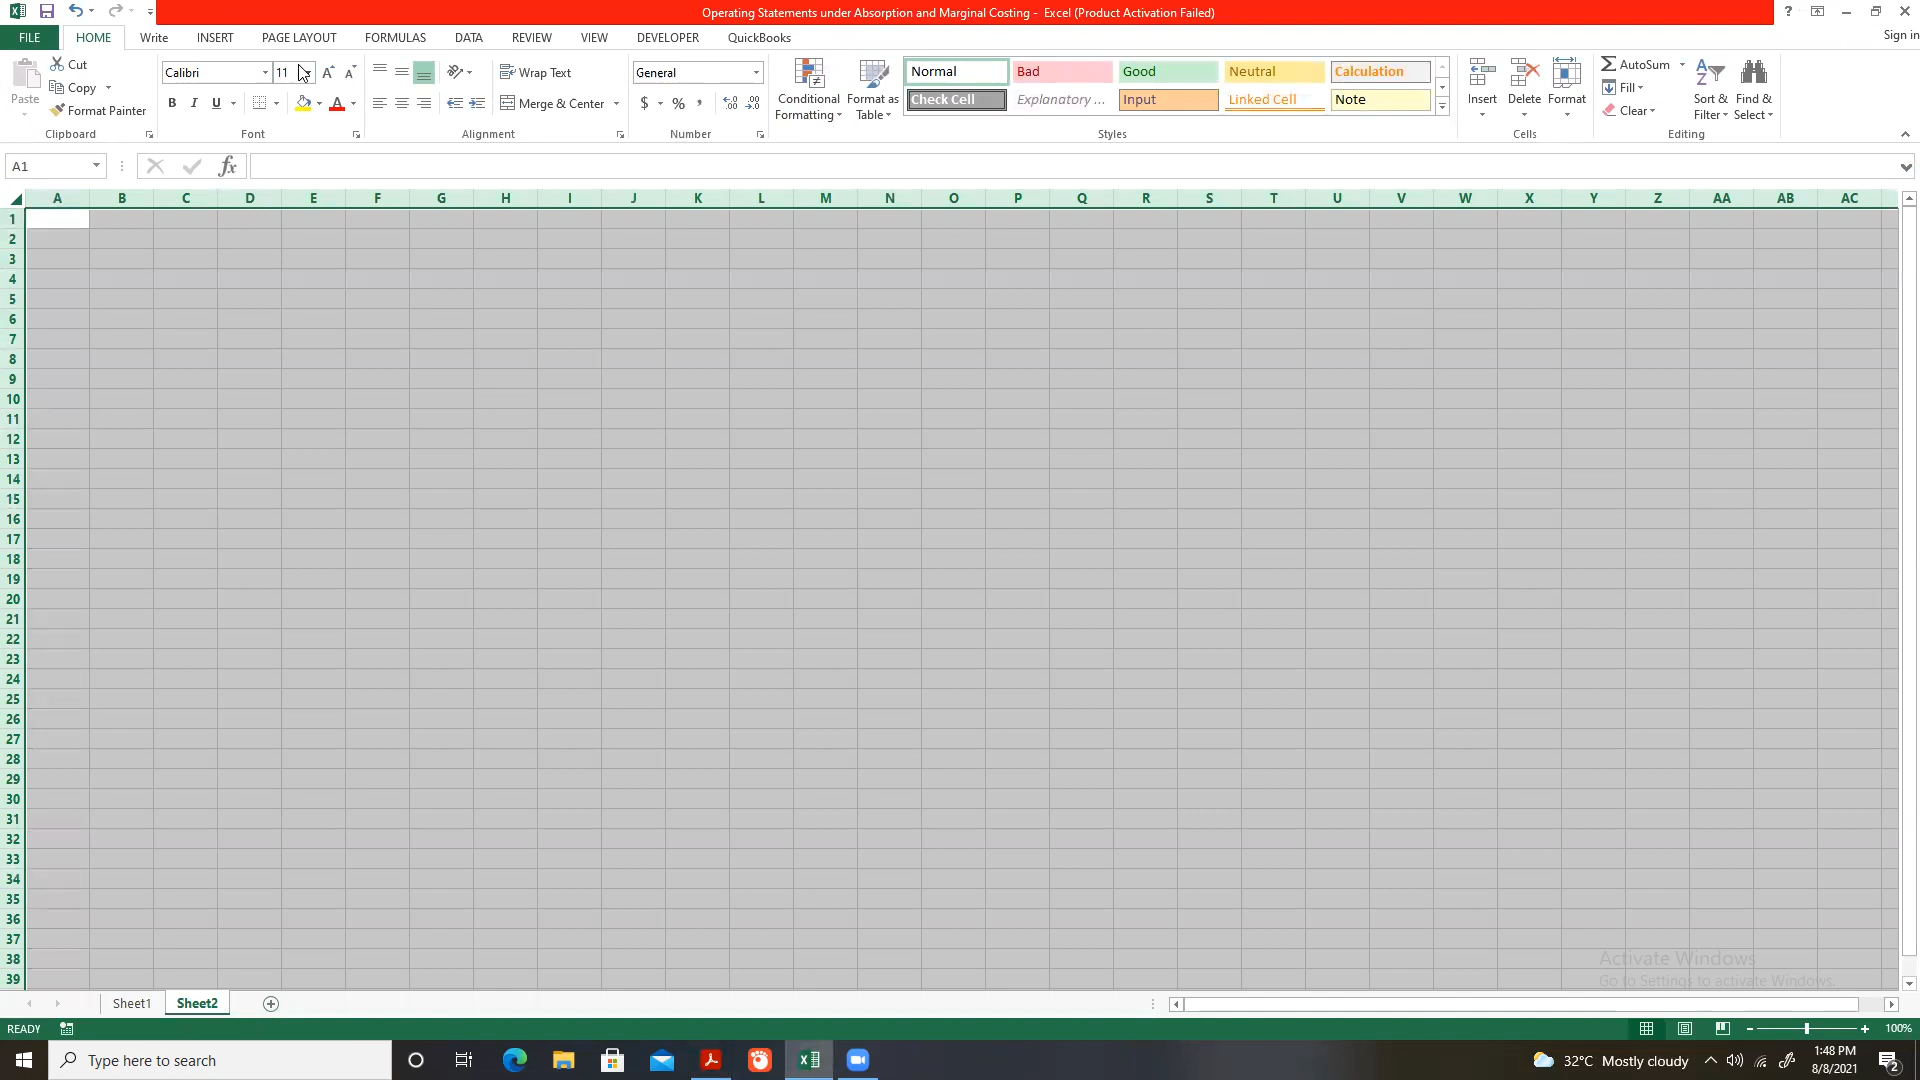 Operating Statements under Absorption and Marginal Costing - Excel (Product Activation Failed)
FILE HOME Write INSERT PAGE LAYOUT FORMULAS DATA REVIEW VIEW DEVELOPER QuickBooks Sign in
Paste Cut Copy Format Painter
Clipboard
Calibri 11
B I U
Font
Wrap Text
Merge & Center
Alignment
General
$ % ,
Number
Conditional Formatting
Format as Table
Normal Bad Good Neutral Calculation
Check Cell Explanatory ... Input Linked Cell Note
Styles
Insert Delete Format
Cells
AutoSum
Fill
Clear
Sort & Filter
Find & Select
Editing
A1
fx
A B C D E F G H I J K L M N O P Q R S T U V W X Y Z AA AB AC
1
2
3
4
5
6
7
8
9
10
11
12
13
14
15
16
17
18
19
20
21
22
23
24
25
26
27
28
29
30
31
32
33
34
35
36
37
38
39
Activate Windows
Go to Settings to activate Windows.
Sheet1 Sheet2
READY 100%
Type here to search
32°C Mostly cloudy
1:48 PM
8/8/2021
2